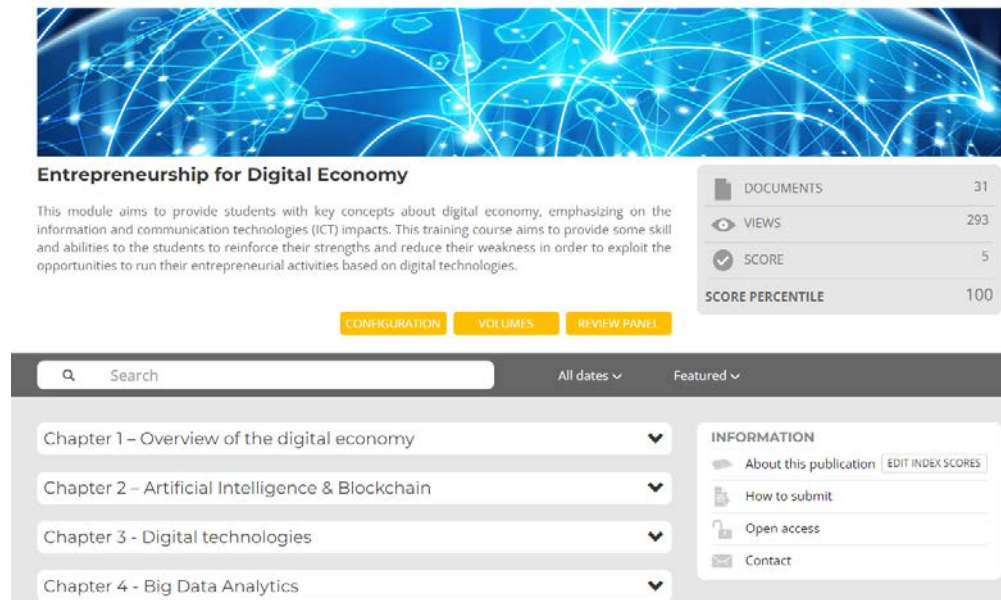 Entrepreneurship for Digital Economy
This module aims to provide students with key concepts about digital economy, emphasizing on the
information and communication technologies (ICT) impacts. This training course aims to provide some skill
and abilities to the students to reinforce their strengths and reduce their weakness in order to exploit the
opportunities to run their entrepreneurial activities based on digital technologies.
CONFIGURATION VOLUMES REVIEW PANEL
DOCUMENTS 31
VIEWS 293
SCORE 5
SCORE PERCENTILE 100
Search All dates Featured
Chapter 1 – Overview of the digital economy
Chapter 2 – Artificial Intelligence & Blockchain
Chapter 3 - Digital technologies
Chapter 4 - Big Data Analytics
INFORMATION
About this publication EDIT INDEX SCORES
How to submit
Open access
Contact